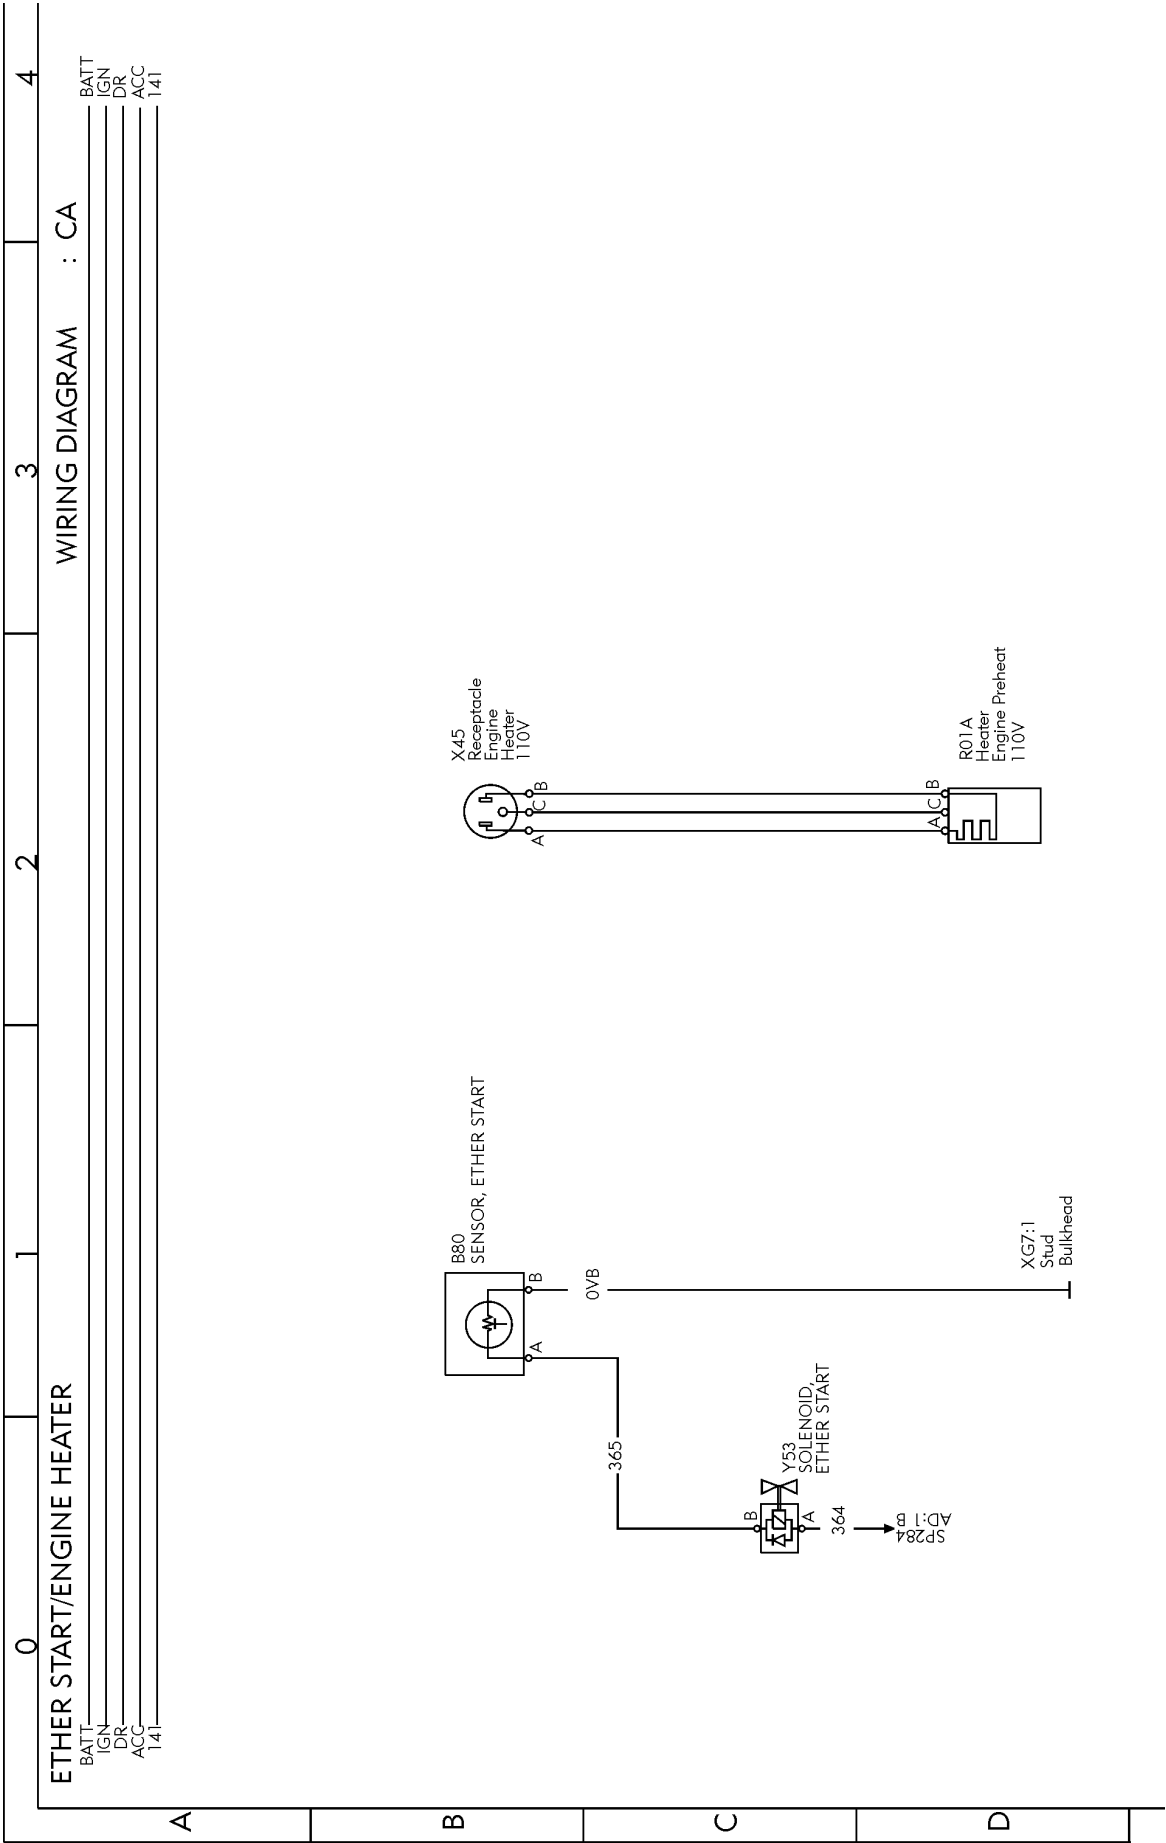 0
1
2
3
4
ETHER START/ENGINE HEATER
WIRING DIAGRAM : CA
BATT
BATT
IGN
IGN
DR
DR
ACC
ACC
141
141
A
B
C
D
B80
SENSOR, ETHER START
A
B
365
0VB
B
Y53
SOLENOID,
ETHER START
A
364
SP284
AD:1 B
XG7:1
Stud
Bulkhead
X45
Receptacle
Engine
Heater
110V
A
C
B
A
C
B
R01A
Heater
Engine Preheat
110V